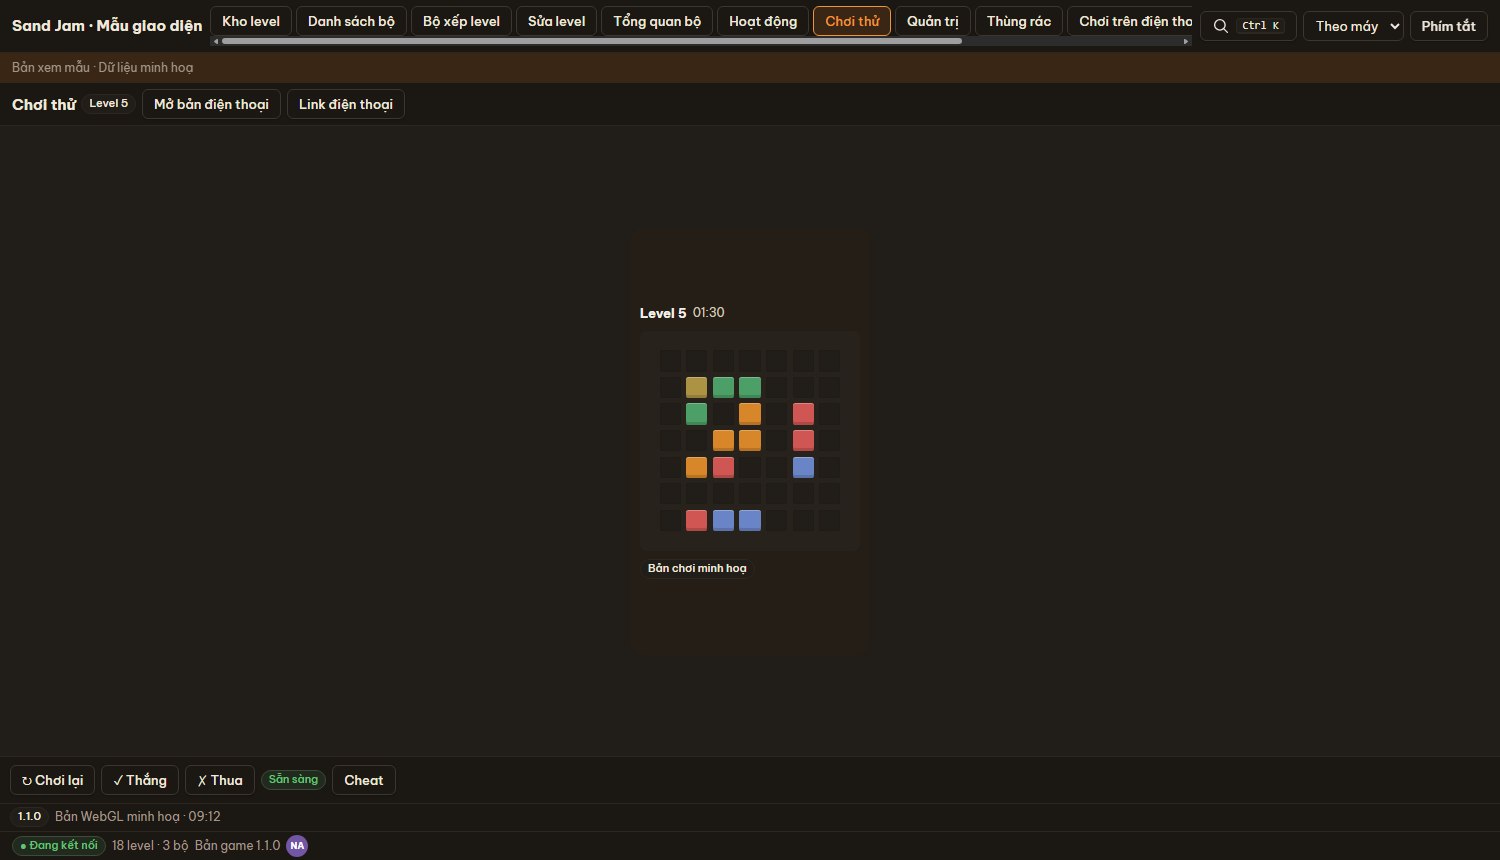 Sand Jam · Mẫu giao diện
Kho level
Danh sách bộ
Bộ xếp level
Sửa level
Tổng quan bộ
Hoạt động
Chơi thử
Quản trị
Thùng rác
Chơi trên điện tho
Ctrl K
Theo máy
Phím tắt
Bản xem mẫu · Dữ liệu minh hoạ
Chơi thử
Level 5
Mở bản điện thoại
Link điện thoại
Level 5 01:30
Bản chơi minh hoạ
↻ Chơi lại
✓ Thắng
✗ Thua
Sẵn sàng
Cheat
1.1.0 Bản WebGL minh hoạ · 09:12
● Đang kết nối 18 level · 3 bộ Bản game 1.1.0 NA